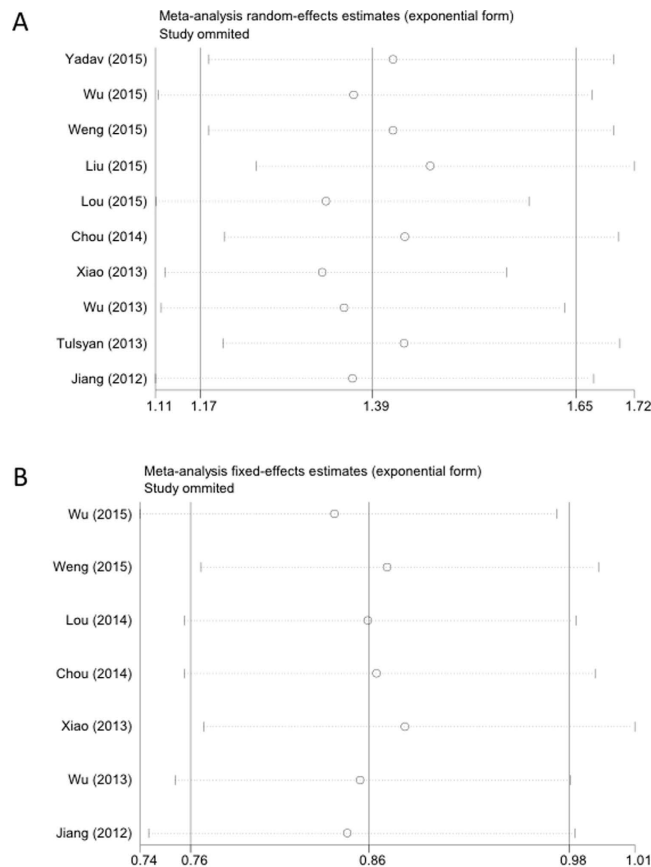 A
Meta-analysis random-effects estimates (exponential form)
Study ommited
Yadav (2015)
Wu (2015)
Weng (2015)
Liu (2015)
Lou (2015)
Chou (2014)
Xiao (2013)
Wu (2013)
Tulsyan (2013)
Jiang (2012)
1.11 1.17 1.39 1.65 1.72
B
Meta-analysis fixed-effects estimates (exponential form)
Study ommited
Wu (2015)
Weng (2015)
Lou (2014)
Chou (2014)
Xiao (2013)
Wu (2013)
Jiang (2012)
0.74 0.76 0.86 0.98 1.01